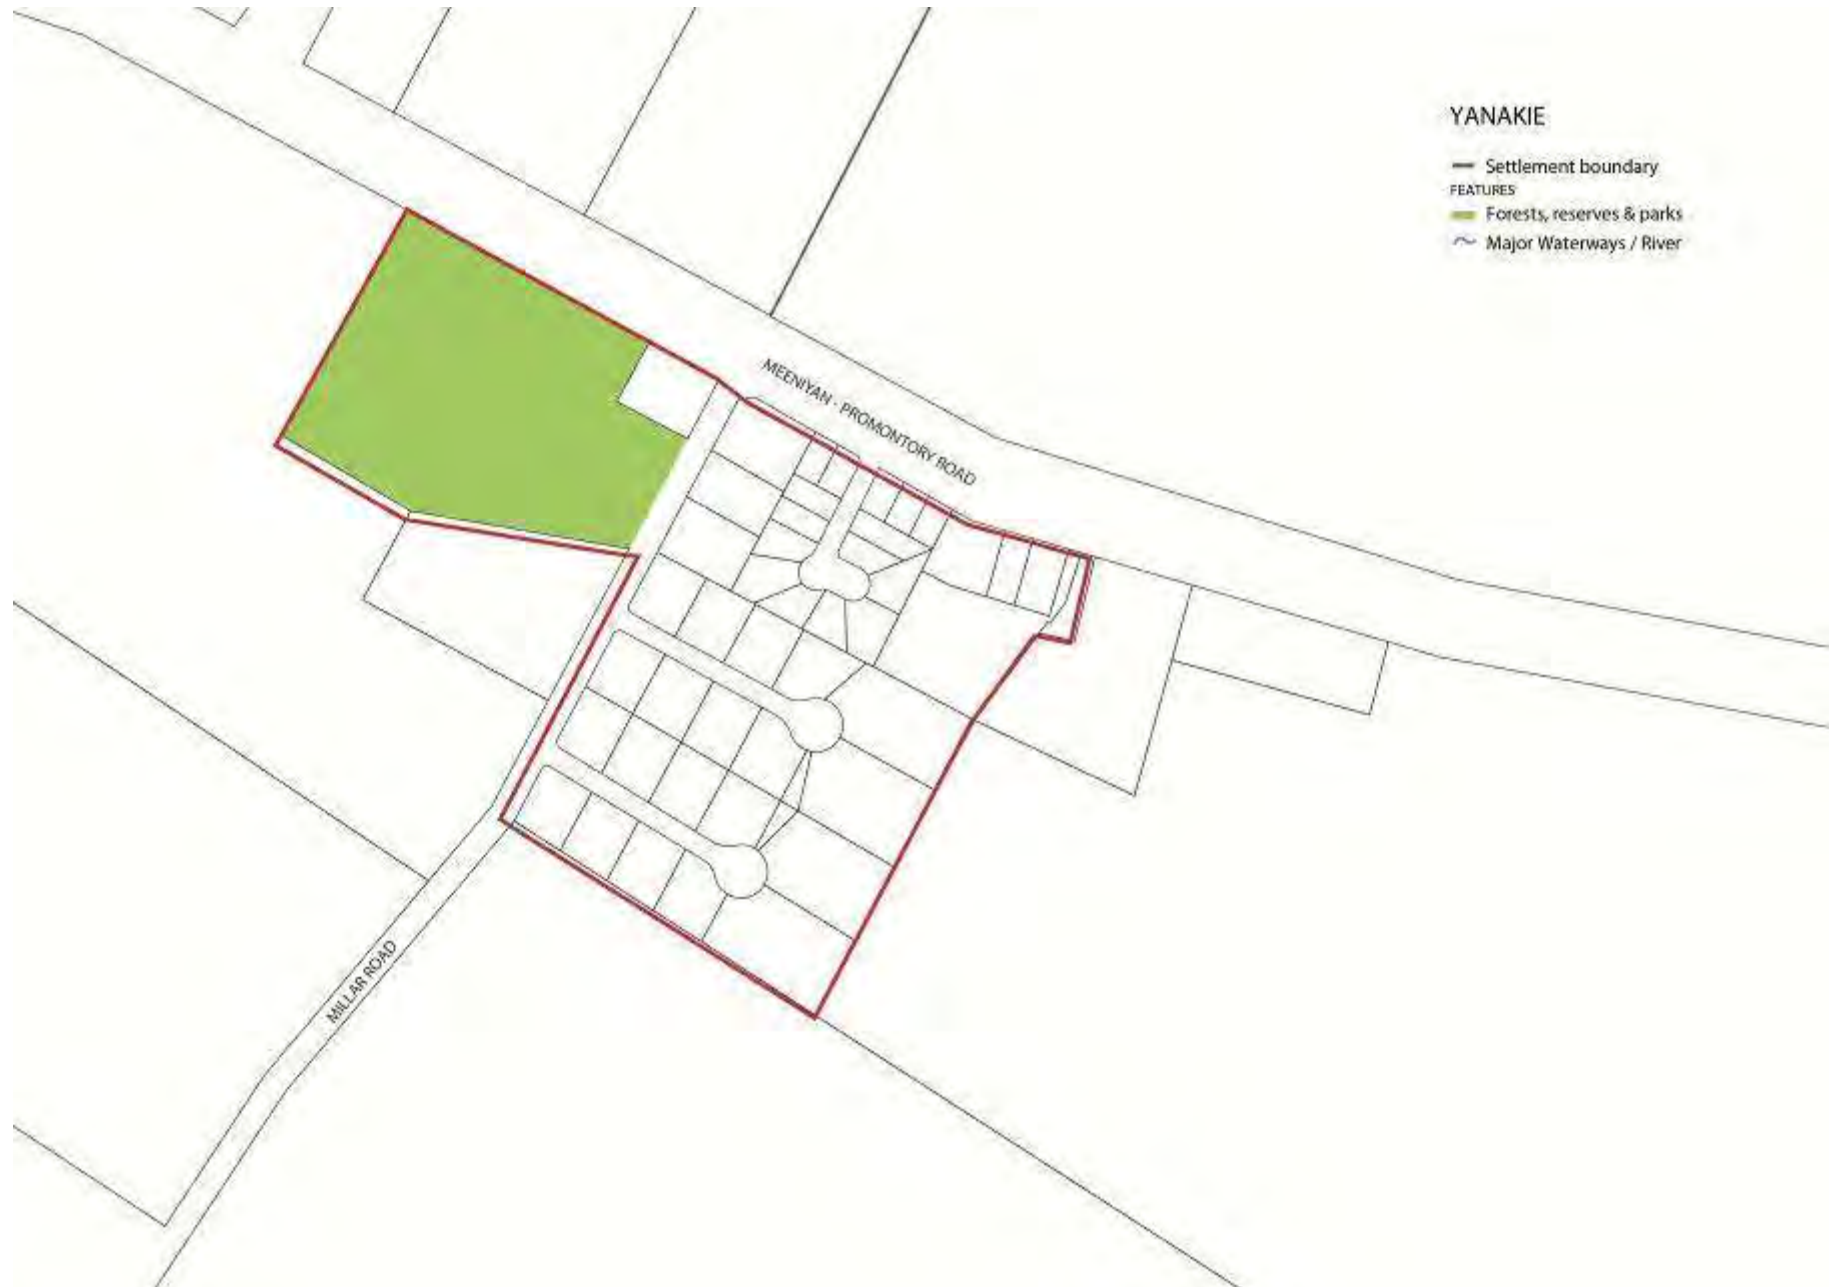 YANAKIE
Settlement boundary
FEATURES
Forests, reserves & parks
Major Waterways / River
MEENIYAN - PROMONTORY ROAD
MILLAR ROAD